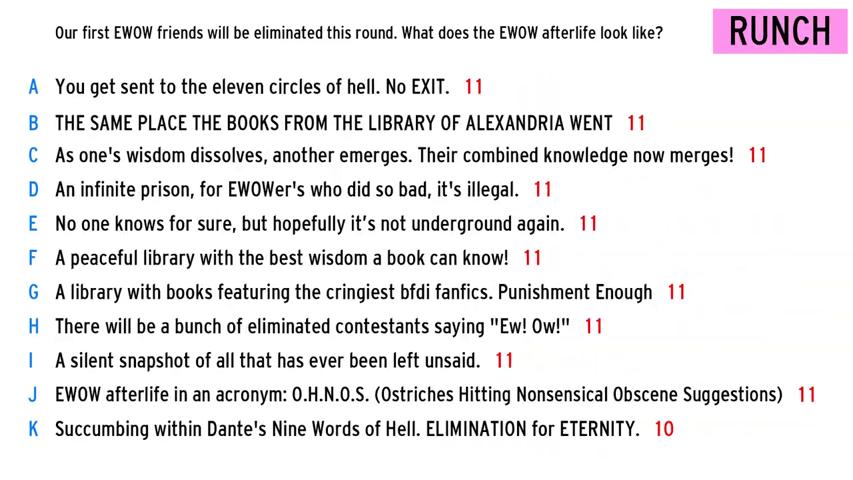 Our first EWOW friends will be eliminated this round. What does the EWOW afterlife look like?
RUNCH
A You get sent to the eleven circles of hell. No EXIT. 11
B THE SAME PLACE THE BOOKS FROM THE LIBRARY OF ALEXANDRIA WENT 11
C As one's wisdom dissolves, another emerges. Their combined knowledge now merges! 11
D An infinite prison, for EWOWer's who did so bad, it's illegal. 11
E No one knows for sure, but hopefully it’s not underground again. 11
F A peaceful library with the best wisdom a book can know! 11
G A library with books featuring the cringiest bfdi fanfics. Punishment Enough 11
H There will be a bunch of eliminated contestants saying "Ew! Ow!" 11
I A silent snapshot of all that has ever been left unsaid. 11
J EWOW afterlife in an acronym: O.H.N.O.S. (Ostriches Hitting Nonsensical Obscene Suggestions) 11
K Succumbing within Dante's Nine Words of Hell. ELIMINATION for ETERNITY. 10